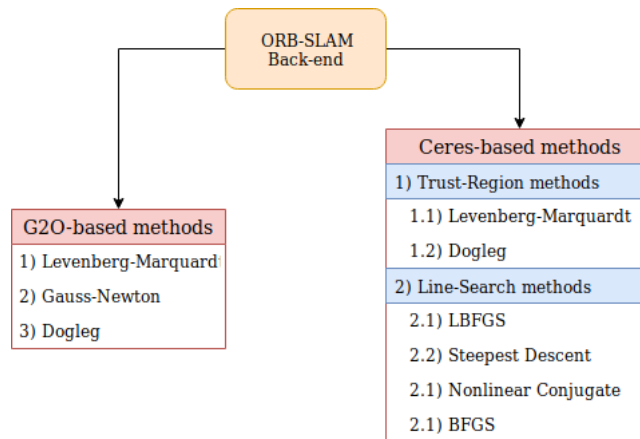 ORB-SLAM
Back-end
G2O-based methods
1) Levenberg-Marquardt
2) Gauss-Newton
3) Dogleg
Ceres-based methods
1) Trust-Region methods
1.1) Levenberg-Marquardt
1.2) Dogleg
2) Line-Search methods
2.1) LBFGS
2.2) Steepest Descent
2.1) Nonlinear Conjugate
2.1) BFGS